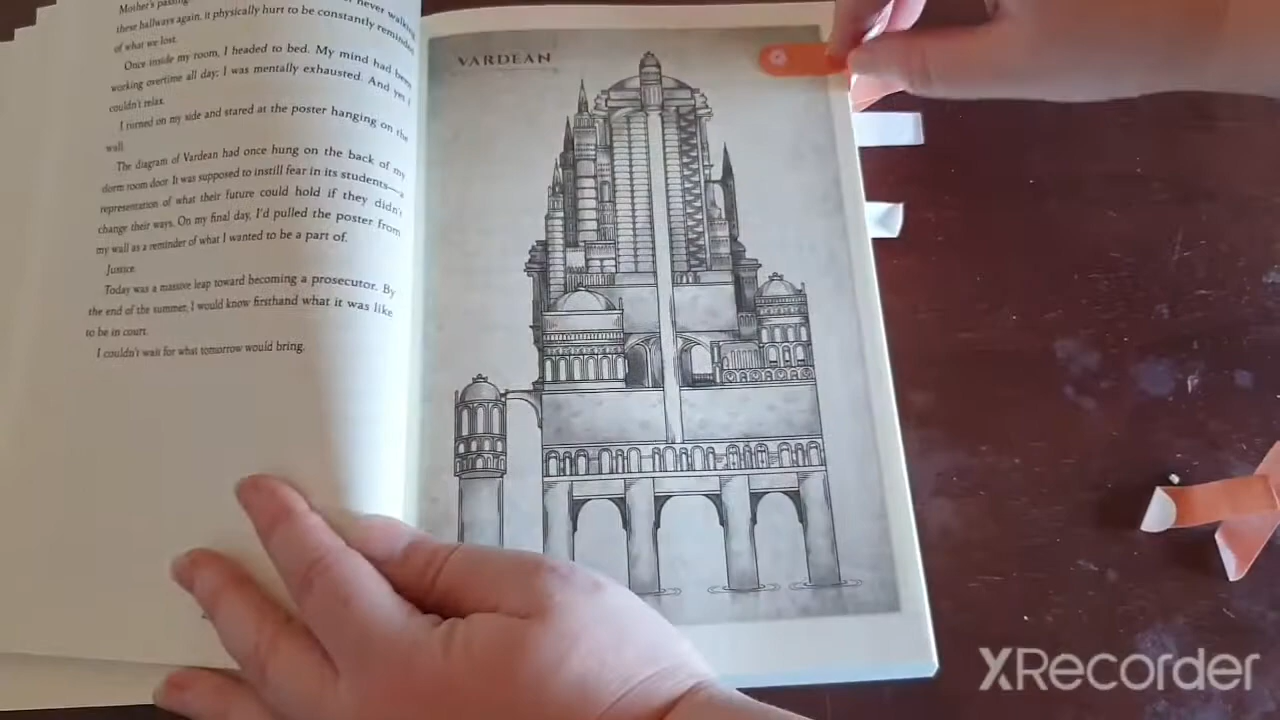 Mother's passing
never walking
these hallways again, it physically hurt to be constantly reminded
of what we lost.
Once inside my room, I headed to bed. My mind had been
working overtime all day; I was mentally exhausted. And yet I
couldn't relax.
I turned on my side and stared at the poster hanging on the
wall.
The diagram of Vardean had once hung on the back of my
dorm room door. It was supposed to instill fear in its students—a
representation of what their future could hold if they didn't
change their ways. On my final day, I'd pulled the poster from
my wall as a reminder of what I wanted to be a part of.
Justice.
Today was a massive leap toward becoming a prosecutor. By
the end of the summer, I would know firsthand what it was like
to be in court.
I couldn't wait for what tomorrow would bring.
VARDEAN
XRecorder